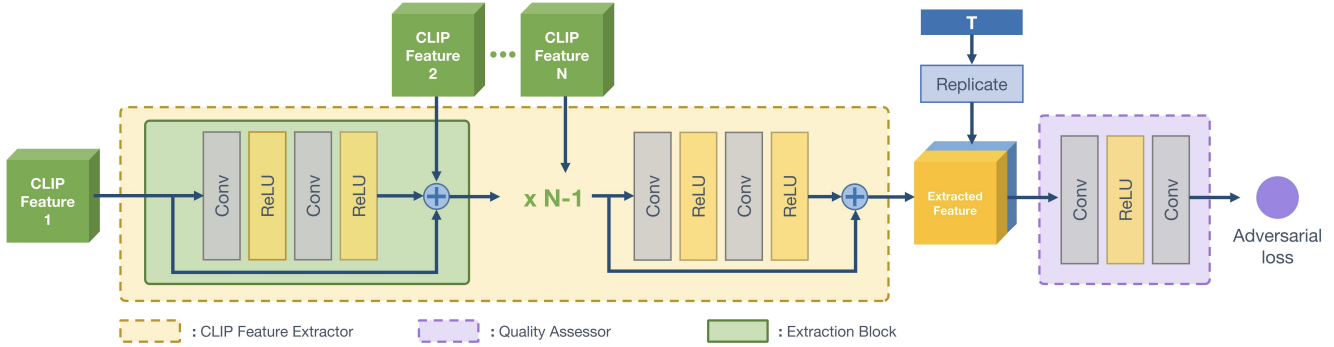 CLIP
Feature
1
CLIP
Feature
2
CLIP
Feature
N
Conv
ReLU
Conv
ReLU
x N-1
Conv
ReLU
Conv
ReLU
T
Replicate
Extracted
Feature
Conv
ReLU
Conv
Adversarial
loss
: CLIP Feature Extractor
: Quality Assessor
: Extraction Block